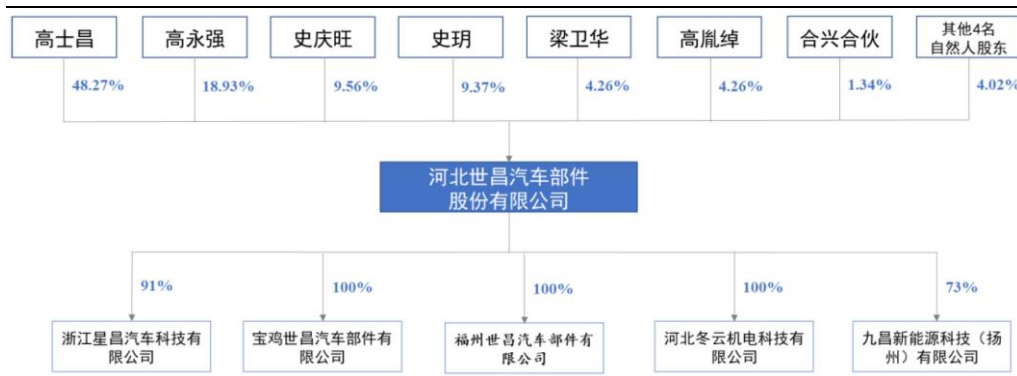 高士昌
高永强
史庆旺
史玥
梁卫华
高胤绰
合兴合伙
其他4名
自然人股东
48.27%
18.93%
9.56%
9.37%
4.26%
4.26%
1.34%
4.02%
河北世昌汽车部件
股份有限公司
91%
100%
100%
100%
73%
浙江星昌汽车科技有
限公司
宝鸡世昌汽车部件有
限公司
福州世昌汽车部件有
限公司
河北冬云机电科技有
限公司
九昌新能源科技（扬
州）有限公司